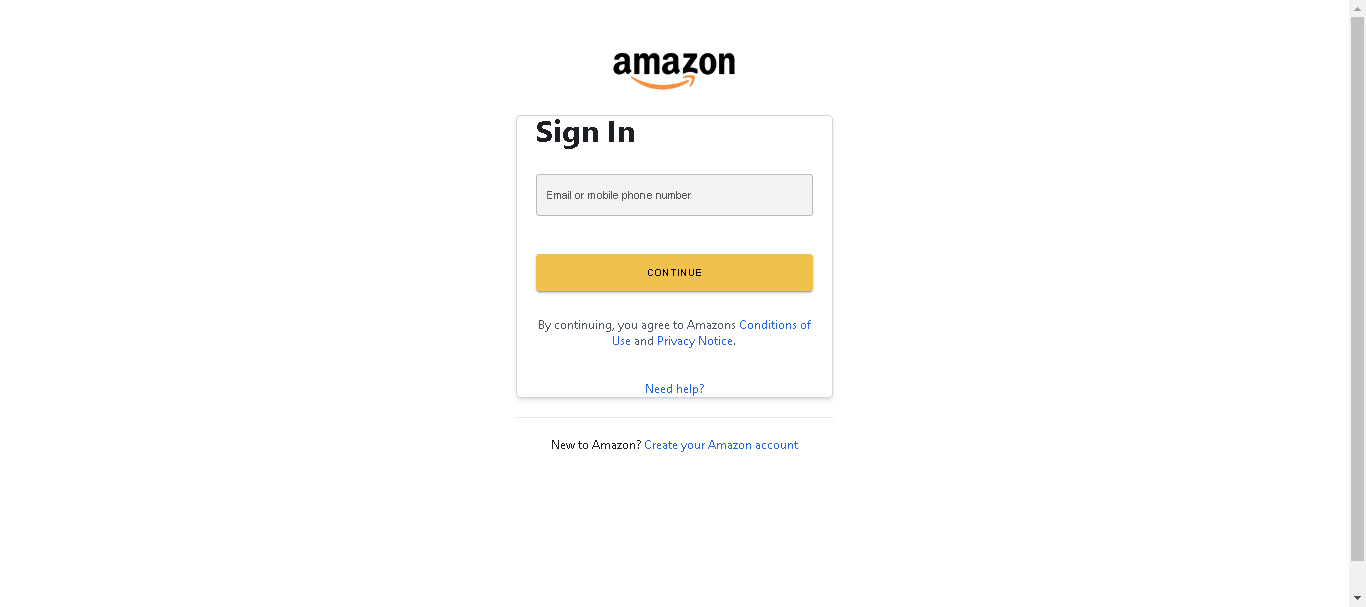 amazon
Sign In
Email or mobile phone number
CONTINUE
By continuing, you agree to Amazons Conditions of
Use and Privacy Notice.
Need help?
New to Amazon? Create your Amazon account